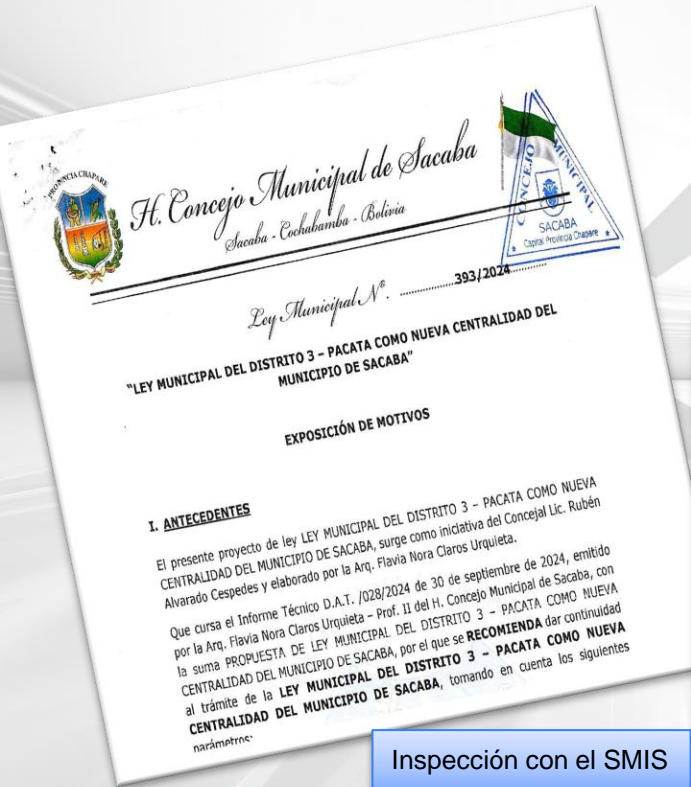 PROVINCIA CHAPARE
H. Concejo Municipal de Sacaba
Sacaba - Cochabamba - Bolivia
CONCEJO MUNICIPAL
SACABA
Capital Provincia Chapare
Ley Municipal N°. ....................393/2024..............
"LEY MUNICIPAL DEL DISTRITO 3 – PACATA COMO NUEVA CENTRALIDAD DEL
MUNICIPIO DE SACABA"
EXPOSICIÓN DE MOTIVOS
I. ANTECEDENTES
El presente proyecto de ley LEY MUNICIPAL DEL DISTRITO 3 – PACATA COMO NUEVA
CENTRALIDAD DEL MUNICIPIO DE SACABA, surge como iniciativa del Concejal Lic. Rubén
Alvarado Cespedes y elaborado por la Arq. Flavia Nora Claros Urquieta.
Que cursa el Informe Técnico D.A.T. /028/2024 de 30 de septiembre de 2024, emitido
por la Arq. Flavia Nora Claros Urquieta – Prof. II del H. Concejo Municipal de Sacaba, con
la suma PROPUESTA DE LEY MUNICIPAL DEL DISTRITO 3 – PACATA COMO NUEVA
CENTRALIDAD DEL MUNICIPIO DE SACABA, por el que se RECOMIENDA dar continuidad
al trámite de la LEY MUNICIPAL DEL DISTRITO 3 – PACATA COMO NUEVA
CENTRALIDAD DEL MUNICIPIO DE SACABA, tomando en cuenta los siguientes
parámetros:
Inspección con el SMIS